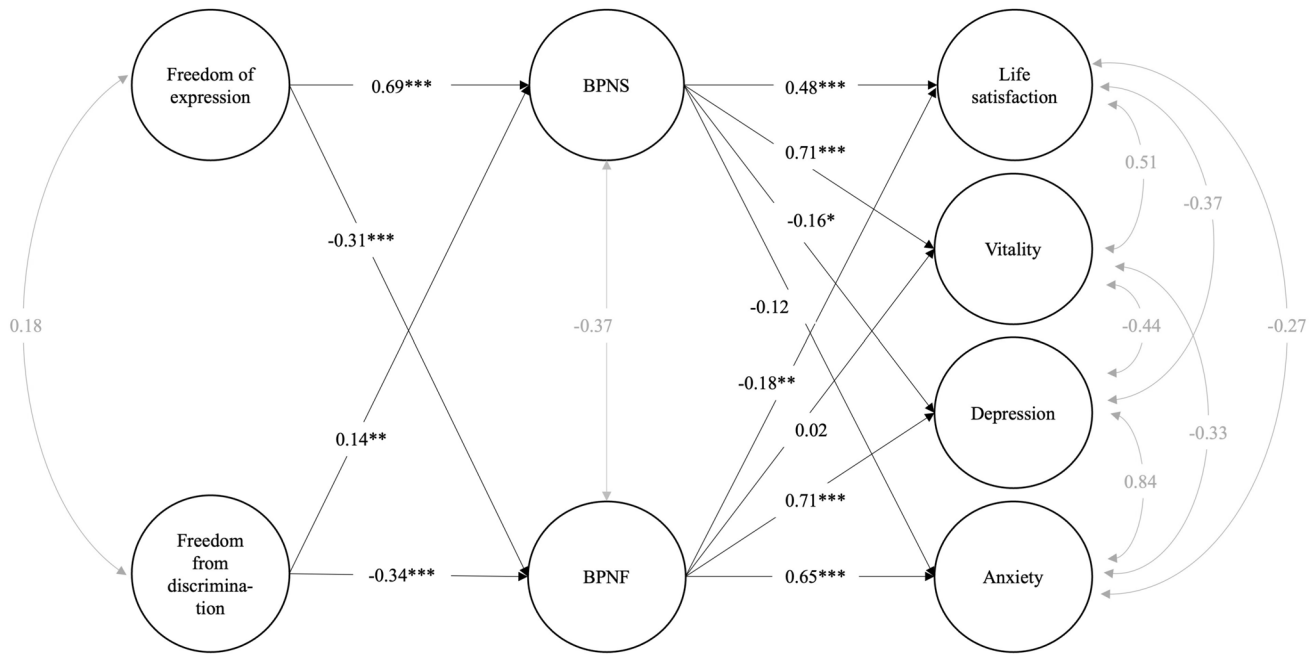 Freedom of
expression
0.69***
BPNS
0.48***
Life
satisfaction
0.71***
0.51
-0.16*
-0.37
-0.31***
Vitality
-0.12
0.18
-0.37
-0.44
-0.27
-0.18**
0.14**
0.02
Depression
-0.33
0.84
0.71***
Freedom
from
discrimina-
tion
-0.34***
BPNF
0.65***
Anxiety